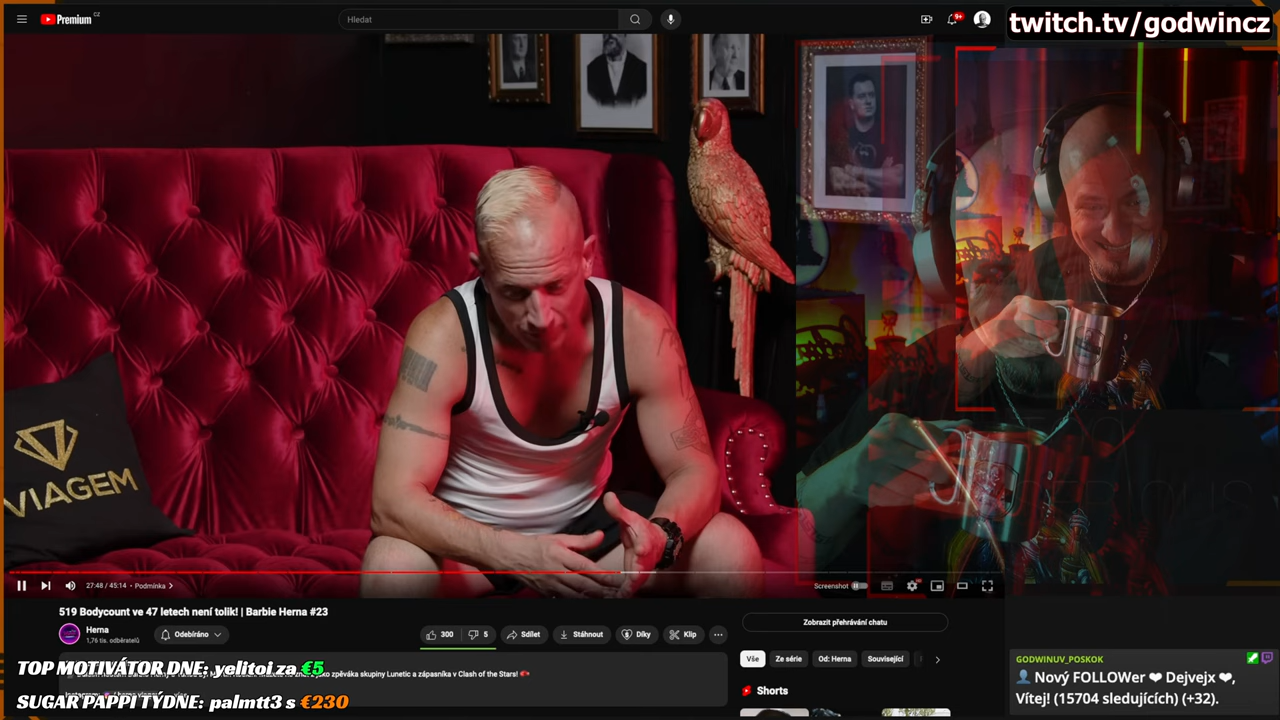 Premium CZ
Hledat
9+
twitch.tv/godwincz
VIAGEM
27:48 / 45:14 • Podmínka
Screenshot
519 Bodycount ve 47 letech není tolik! | Barbie Herna #23
Herna
1,76 tis. odběratelů
Odebíráno
300
5
Sdílet
Stáhnout
Díky
Klip
Zobrazit přehrávání chatu
Vše
Ze série
Od: Herna
Související
zpěváka skupiny Lunetic a zápasníka v Clash of the Stars!
Shorts
TOP MOTIVÁTOR DNE: yelitoi za €5
SUGAR PAPPI TÝDNE: palmtt3 s €230
GODWINUV_POSKOK
Nový FOLLOWer ❤ Dejvejx ❤,
Vítej! (15704 sledujících) (+32).